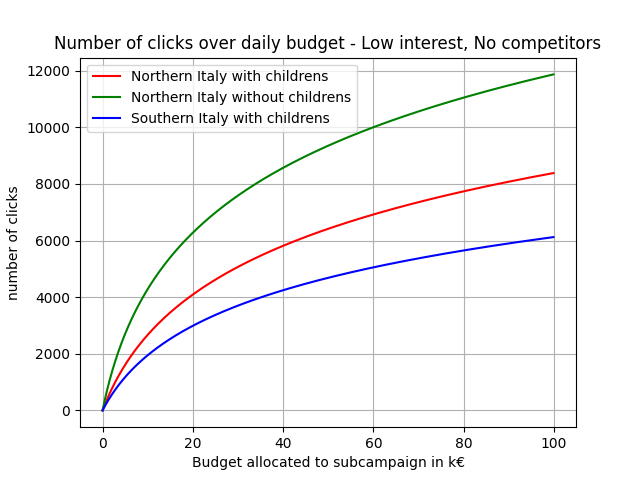 Number of clicks over daily budget - Low interest, No competitors
Northern Italy with childrens
Northern Italy without childrens
Southern Italy with childrens
number of clicks
12000
10000
8000
6000
4000
2000
0
0 20 40 60 80 100
Budget allocated to subcampaign in k€